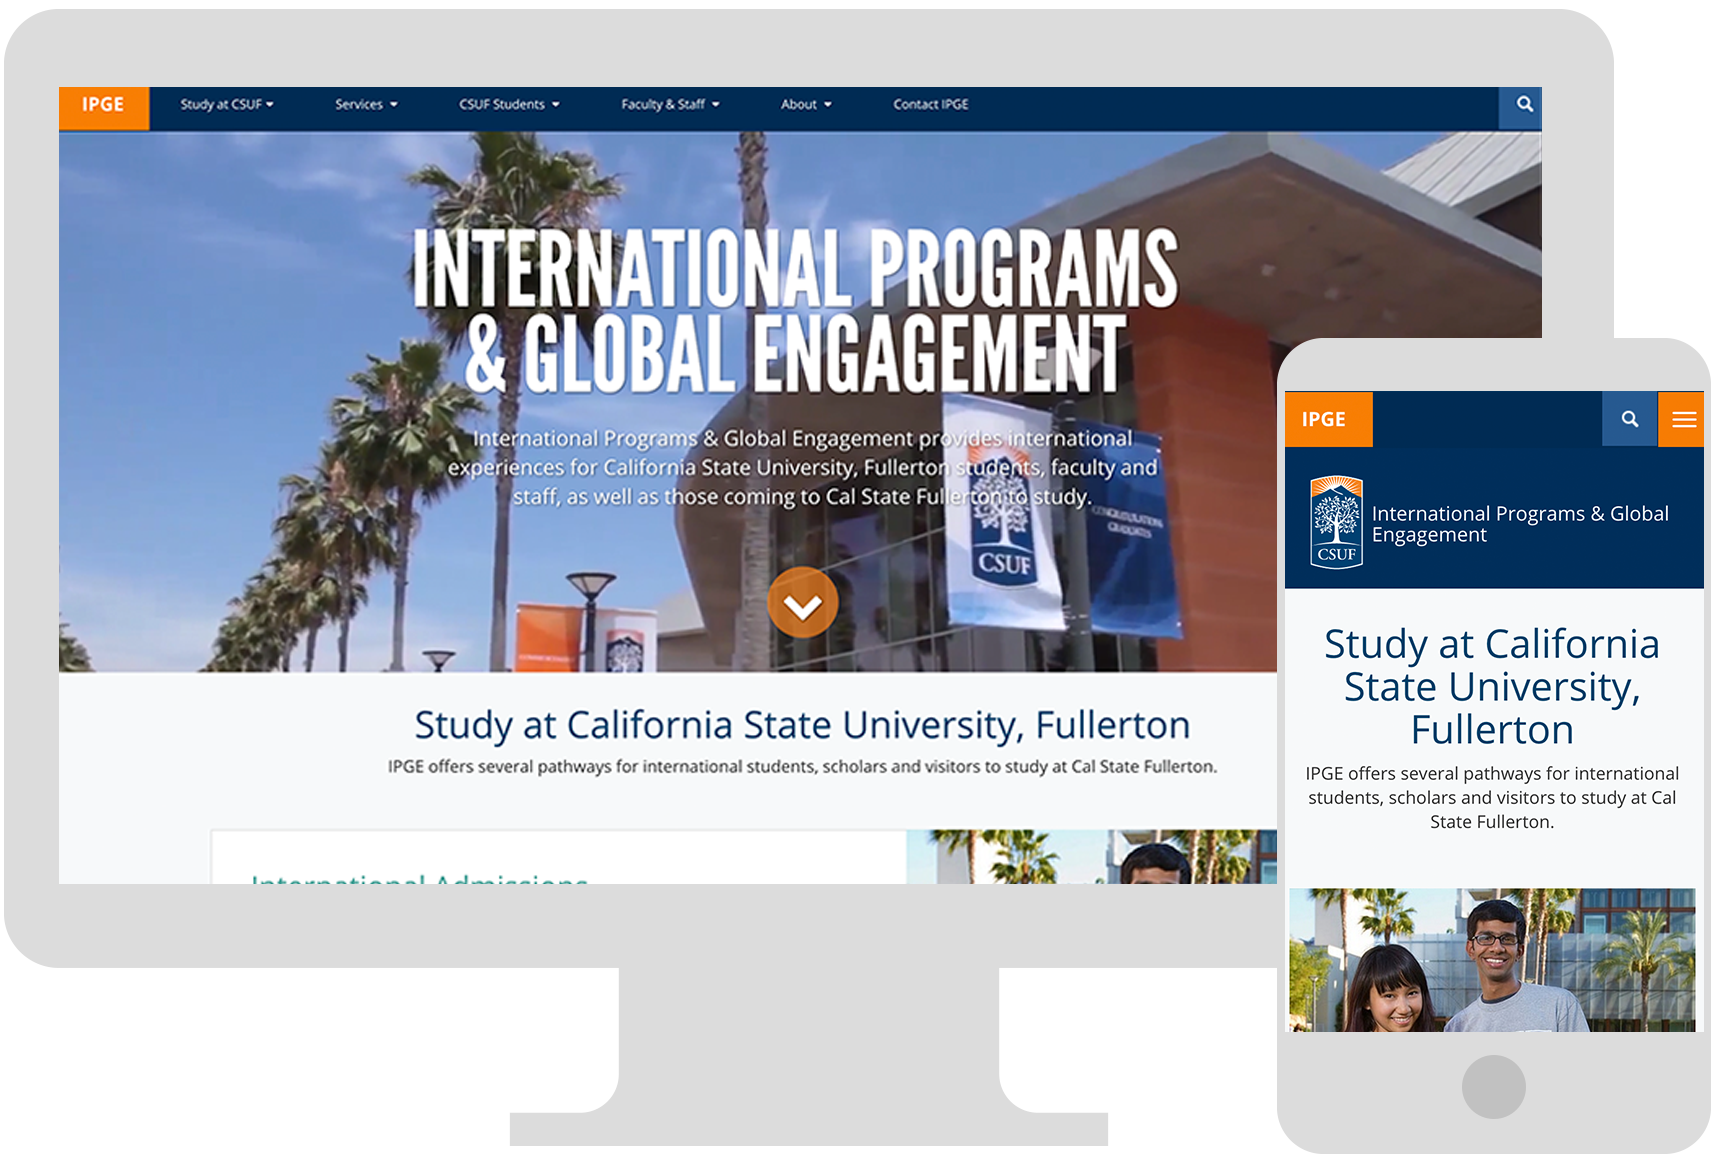 IPGE
Study at CSUF
Services
CSUF Students
Faculty & Staff
About
Contact IPGE
INTERNATIONAL PROGRAMS
& GLOBAL ENGAGEMENT
International Programs & Global Engagement provides international
experiences for California State University, Fullerton students, faculty and
staff, as well as those coming to Cal State Fullerton to study.
CONGRATULATIONS
GRADUATES
CSUF
Study at California State University, Fullerton
IPGE offers several pathways for international students, scholars and visitors to study at Cal State Fullerton.
International Admissions
IPGE
CSUF
International Programs & Global
Engagement
Study at California
State University,
Fullerton
IPGE offers several pathways for international
students, scholars and visitors to study at Cal
State Fullerton.